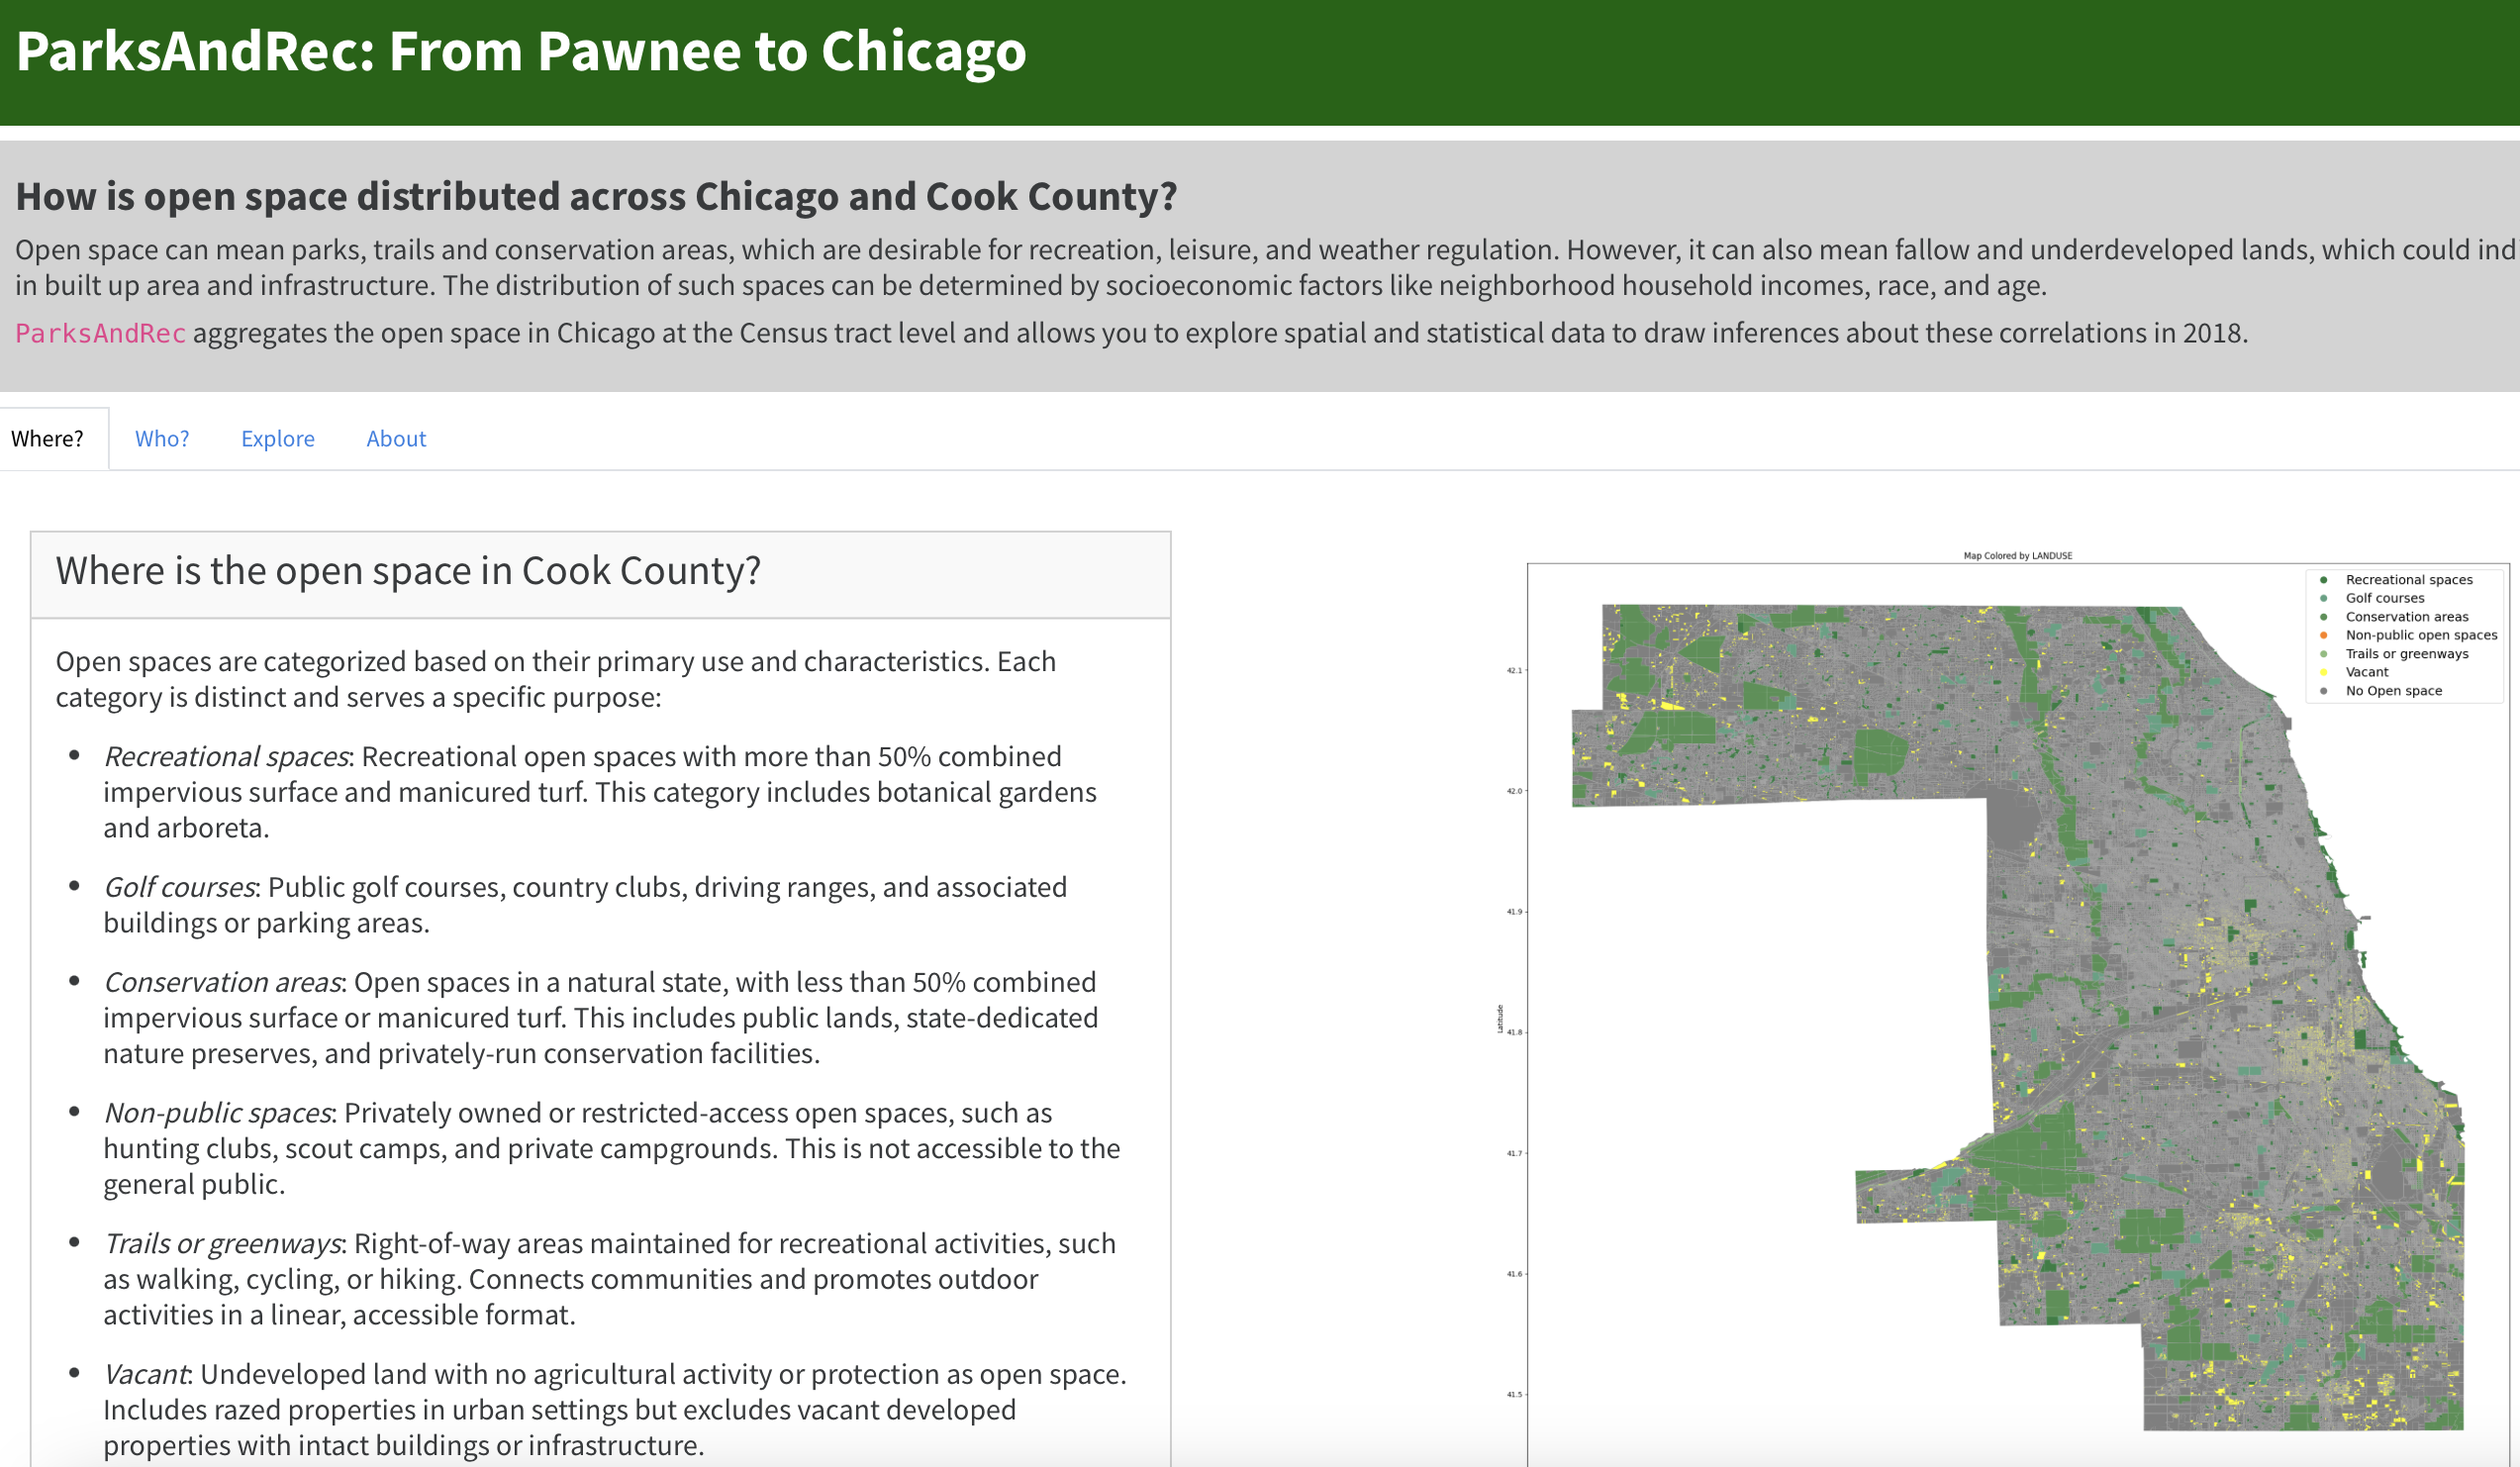 ParksAndRec: From Pawnee to Chicago
How is open space distributed across Chicago and Cook County?
Open space can mean parks, trails and conservation areas, which are desirable for recreation, leisure, and weather regulation. However, it can also mean fallow and underdeveloped lands, which could ind
in built up area and infrastructure. The distribution of such spaces can be determined by socioeconomic factors like neighborhood household incomes, race, and age.
ParksAndRec aggregates the open space in Chicago at the Census tract level and allows you to explore spatial and statistical data to draw inferences about these correlations in 2018.
Where? Who? Explore About
Where is the open space in Cook County?
Open spaces are categorized based on their primary use and characteristics. Each
category is distinct and serves a specific purpose:
• Recreational spaces: Recreational open spaces with more than 50% combined
impervious surface and manicured turf. This category includes botanical gardens
and arboreta.
• Golf courses: Public golf courses, country clubs, driving ranges, and associated
buildings or parking areas.
• Conservation areas: Open spaces in a natural state, with less than 50% combined
impervious surface or manicured turf. This includes public lands, state-dedicated
nature preserves, and privately-run conservation facilities.
• Non-public spaces: Privately owned or restricted-access open spaces, such as
hunting clubs, scout camps, and private campgrounds. This is not accessible to the
general public.
• Trails or greenways: Right-of-way areas maintained for recreational activities, such
as walking, cycling, or hiking. Connects communities and promotes outdoor
activities in a linear, accessible format.
• Vacant: Undeveloped land with no agricultural activity or protection as open space.
Includes razed properties in urban settings but excludes vacant developed
properties with intact buildings or infrastructure.
Map Colored by LANDUSE
Recreational spaces
Golf courses
Conservation areas
Non-public open spaces
Trails or greenways
Vacant
No Open space
Latitude
42.1
42.0
41.9
41.8
41.7
41.6
41.5